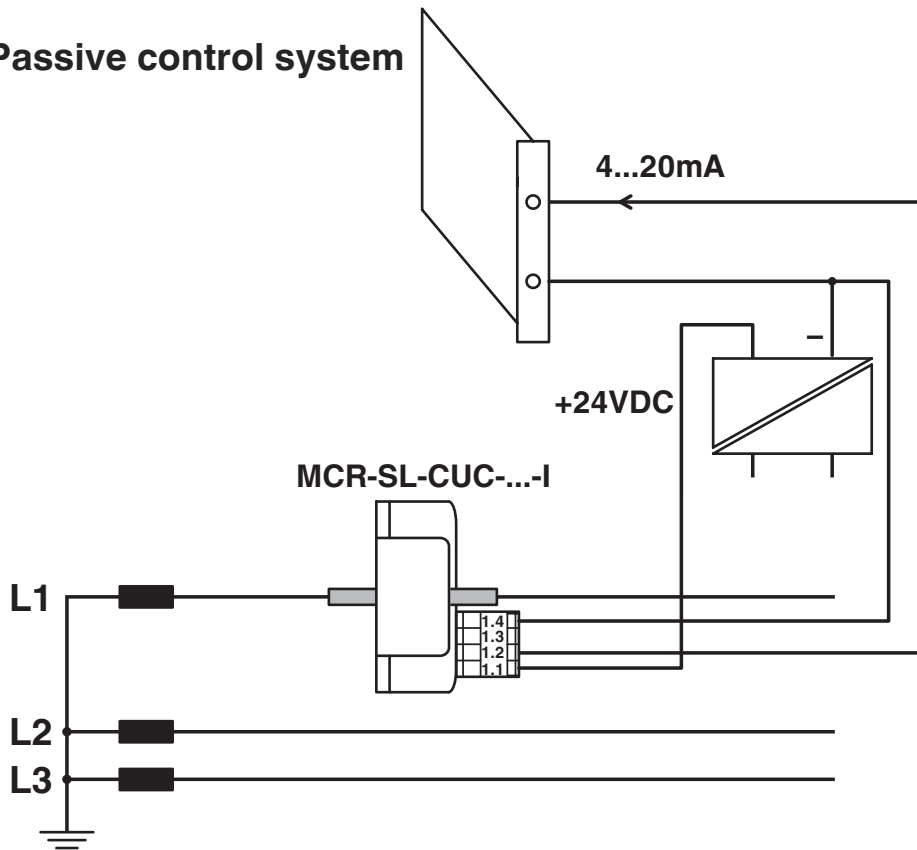 Passive control system
4...20mA
–
+24VDC
MCR-SL-CUC-...-I
L1
1.4
1.3
1.2
1.1
L2
L3